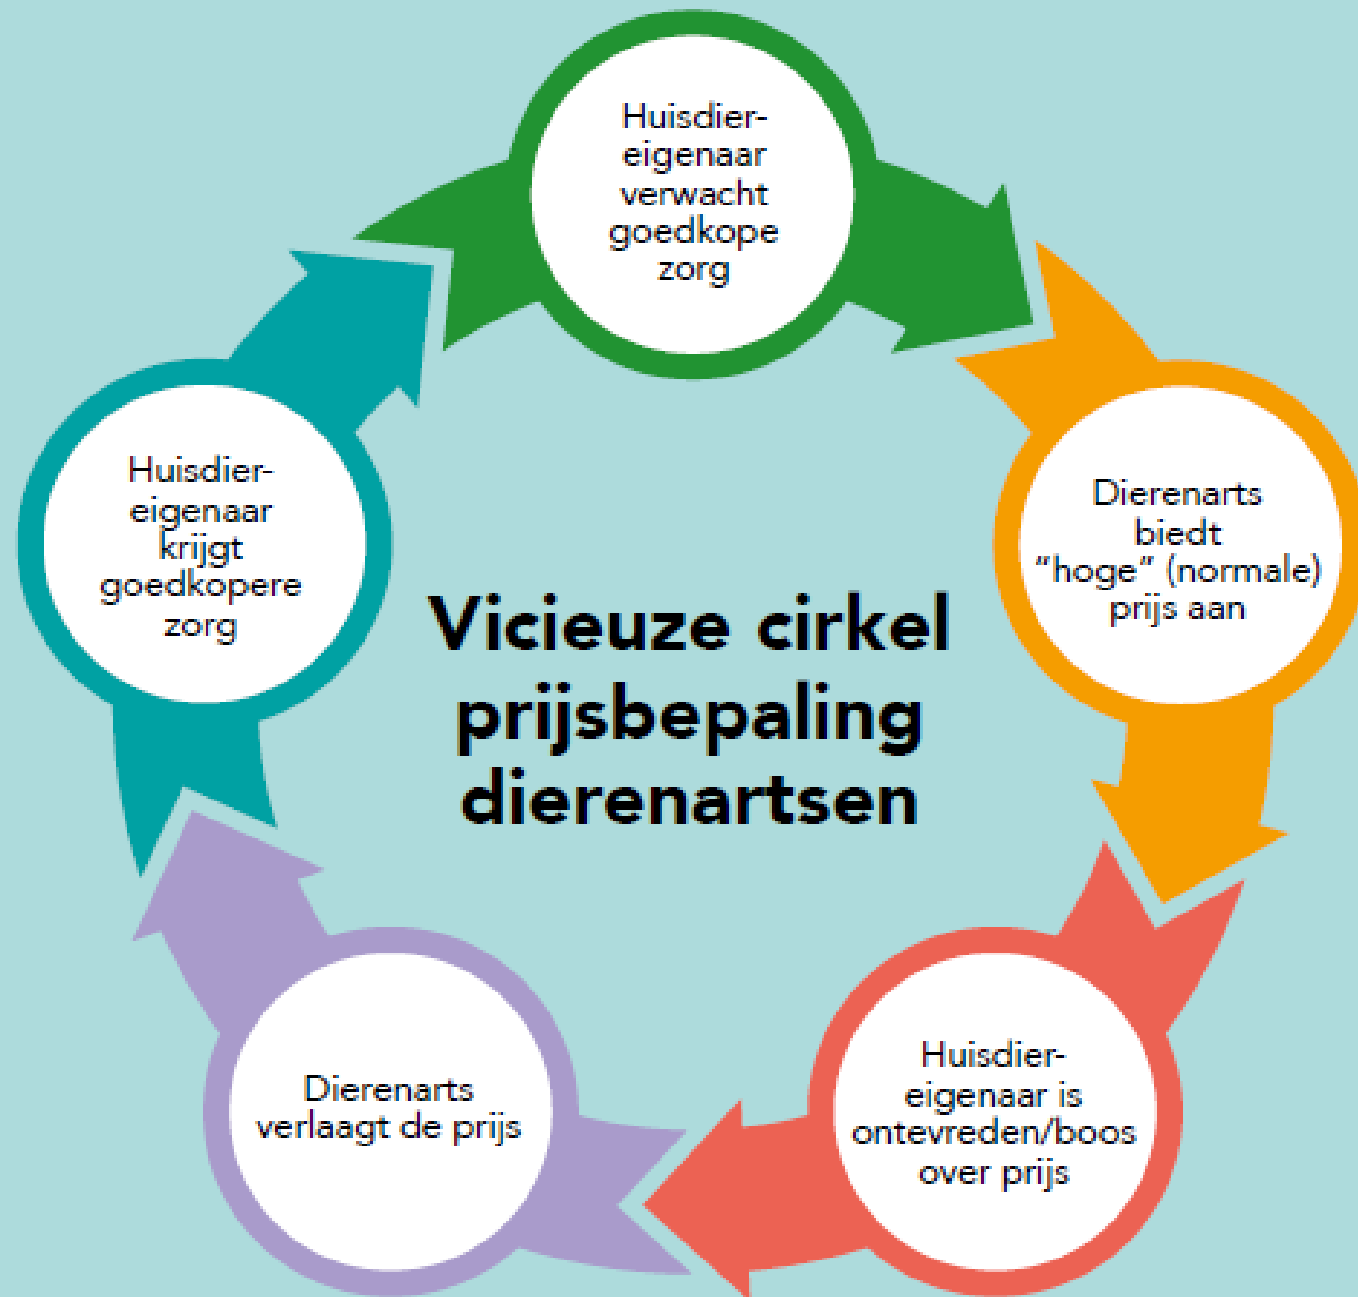 Huisdier-
eigenaar
verwacht
goedkope
zorg
Dierenarts
biedt
"hoge" (normale)
prijs aan
Huisdier-
eigenaar is
ontevreden/boos
over prijs
Dierenarts
verlaagt de prijs
Huisdier-
eigenaar
krijgt
goedkopere
zorg
Vicieuze cirkel
prijsbepaling
dierenartsen